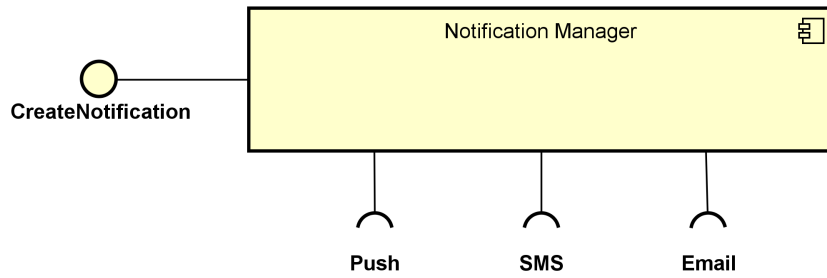 Notification Manager
CreateNotification
Push
SMS
Email